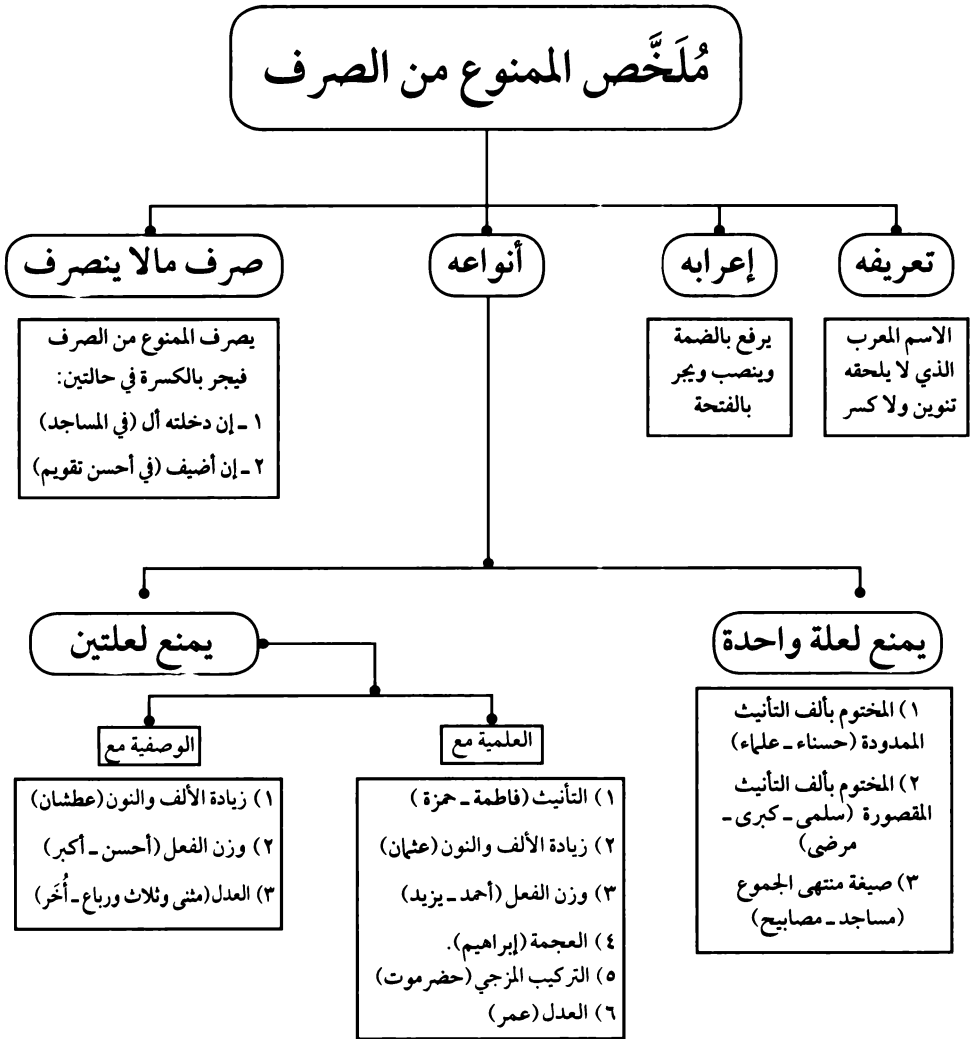 مُلَخَّص الممنوع من الصرف
تعريفه
الاسم المعرب
الذي لا يلحقه
تنوين ولا كسر
إعرابه
يرفع بالضمة
وينصب ويجر
بالفتحة
أنواعه
صرف مالا ينصرف
يصرف الممنوع من الصرف
فيجر بالكسرة في حالتين:
١ - إن دخلته أل (في المساجد)
٢ - إن أضيف (في أحسن تقويم)
يمنع لعلة واحدة
١) المختوم بألف التأنيث
الممدودة (حسناء - علماء)
٢) المختوم بألف التأنيث
المقصورة (سلمى - كبرى -
مرضى)
٣) صيغة منتهى الجموع
(مساجد - مصابيح)
يمنع لعلتين
العلمية مع
١) التأنيث (فاطمة - حمزة)
٢) زيادة الألف والنون (عثمان)
٣) وزن الفعل (أحمد - يزيد)
٤) العجمة (إبراهيم).
٥) التركيب المزجي (حضرموت)
٦) العدل (عمر)
الوصفية مع
١) زيادة الألف والنون (عطشان)
٢) وزن الفعل (أحسن - أكبر)
٣) العدل (مثنى وثلاث ورباع - أُخَر)